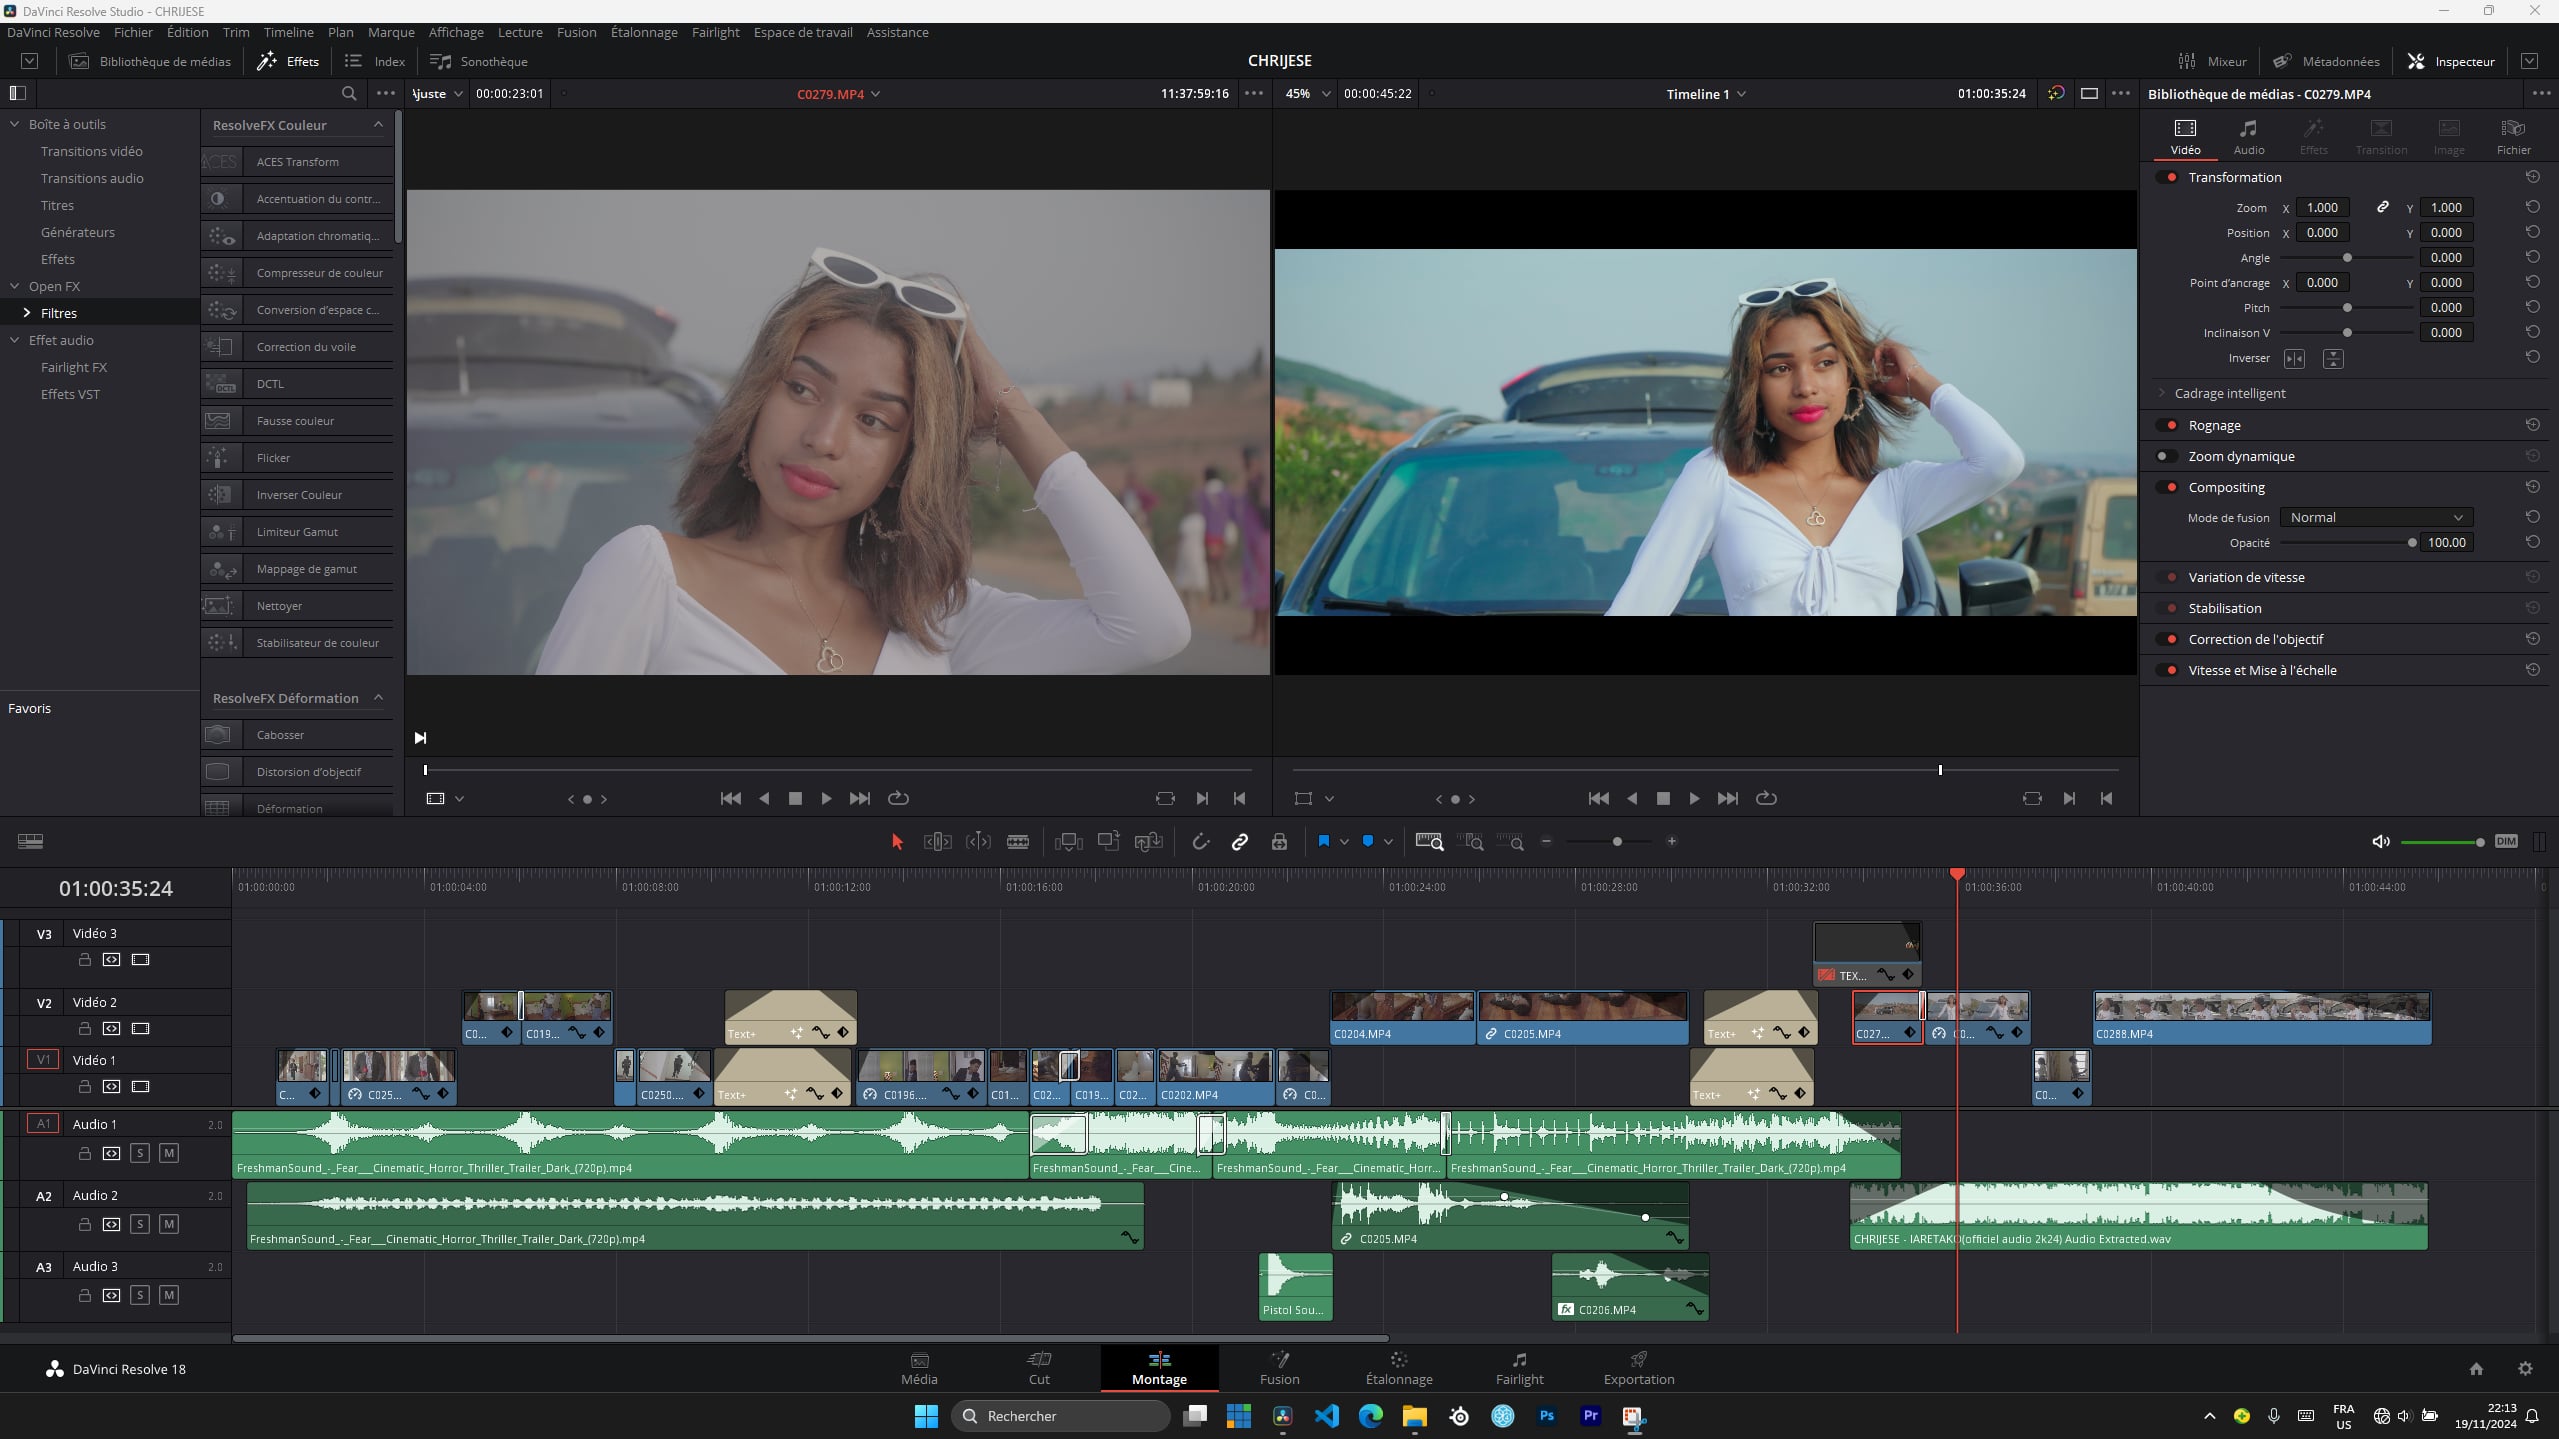 DaVinci Resolve Studio - CHRIJESE
DaVinci Resolve Fichier Édition Trim Timeline Plan Marque Affichage Lecture Fusion Étalonnage Fairlight Espace de travail Assistance
Bibliothèque de médias Effets Index Sonothèque CHRIJESE Mixeur Métadonnées Inspecteur
Ajuste 00:00:23:01 C0279.MP4 11:37:59:16 45% 00:00:45:22 Timeline 1 01:00:35:24 Bibliothèque de médias - C0279.MP4
Boîte à outils
Transitions vidéo
Transitions audio
Titres
Générateurs
Effets
Open FX
Filtres
Effet audio
Fairlight FX
Effets VST
Favoris
ResolveFX Couleur
ACES ACES Transform
Accentuation du contr...
Adaptation chromatiq...
Compresseur de couleur
Conversion d'espace c...
Correction du voile
DCTL DCTL
Fausse couleur
Flicker
Inverser Couleur
Limiteur Gamut
Mappage de gamut
Nettoyer
Stabilisateur de couleur
ResolveFX Déformation
Cabosser
Distorsion d'objectif
Déformation
Vidéo Audio Effets Transition Image Fichier
Transformation
Zoom X 1.000 Y 1.000
Position X 0.000 Y 0.000
Angle 0.000
Point d'ancrage X 0.000 Y 0.000
Pitch 0.000
Inclinaison V 0.000
Inverser
Cadrage intelligent
Rognage
Zoom dynamique
Compositing
Mode de fusion Normal
Opacité 100.00
Variation de vitesse
Stabilisation
Correction de l'objectif
Vitesse et Mise à l'échelle
DIM
01:00:35:24 01:00:00:00 01:00:04:00 01:00:08:00 01:00:12:00 01:00:16:00 01:00:20:00 01:00:24:00 01:00:28:00 01:00:32:00 01:00:36:00 01:00:40:00 01:00:44:00
V3 Vidéo 3
TEX...
V2 Vidéo 2
C0... C019... Text+ C0204.MP4 C0205.MP4 Text+ C027... C0... C0288.MP4
V1 Vidéo 1
C... C025... C0250.... Text+ C0196.... C01... C02... C019... C02... C0202.MP4 C0... Text+ C0...
A1 Audio 1 2.0
S M
FreshmanSound_-_Fear___Cinematic_Horror_Thriller_Trailer_Dark_(720p).mp4 FreshmanSound_-_Fear___Cine... FreshmanSound_-_Fear___Cinematic_Horr... FreshmanSound_-_Fear___Cinematic_Horror_Thriller_Trailer_Dark_(720p).mp4
A2 Audio 2 2.0
S M
FreshmanSound_-_Fear___Cinematic_Horror_Thriller_Trailer_Dark_(720p).mp4 C0205.MP4 CHRIJESE - IARETAKO(officiel audio 2k24) Audio Extracted.wav
A3 Audio 3 2.0
S M
Pistol Sou... fx C0206.MP4
DaVinci Resolve 18 Média Cut Montage Fusion Étalonnage Fairlight Exportation
Rechercher Ps Pr FRA
US 22:13
19/11/2024